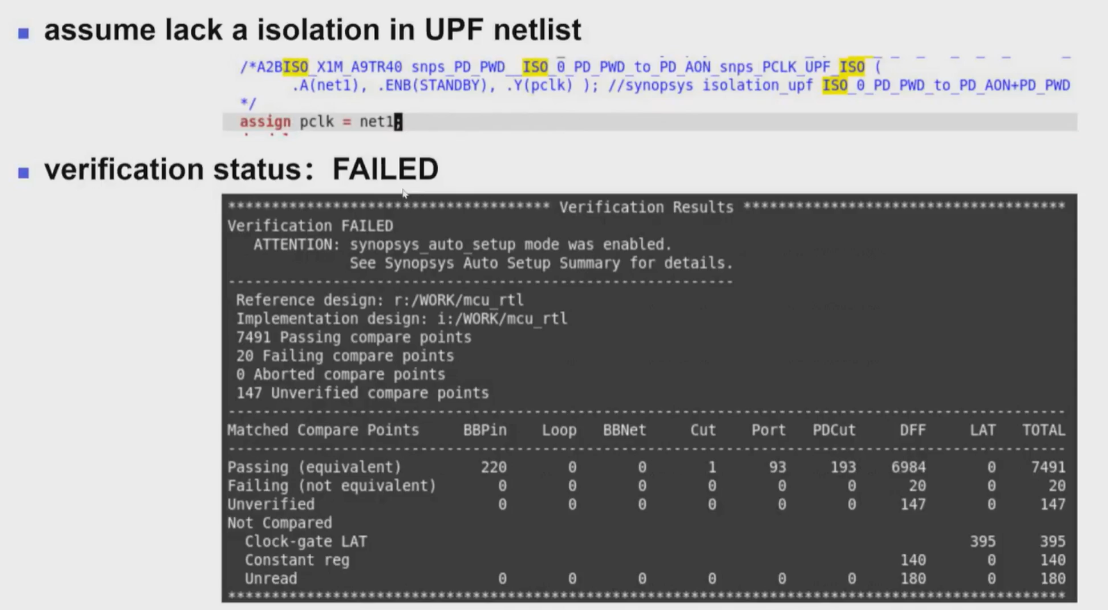 assume lack a isolation in UPF netlist
/*A2BISO_X1M_A9TR40 snps_PD_PWD__ISO_0_PD_PWD_to_PD_AON_snps_PCLK_UPF_ISO (
.A(net1), .ENB(STANDBY), .Y(pclk) ); //synopsys isolation_upf ISO_0_PD_PWD_to_PD_AON+PD_PWD
*/
assign pclk = net1;
verification status: FAILED
************************************* Verification Results *************************************
Verification FAILED
ATTENTION: synopsys_auto_setup mode was enabled.
See Synopsys Auto Setup Summary for details.
----------------------------------------------------------
Reference design: r:/WORK/mcu_rtl
Implementation design: i:/WORK/mcu_rtl
7491 Passing compare points
20 Failing compare points
0 Aborted compare points
147 Unverified compare points
------------------------------------------------------------------------------------------------
Matched Compare Points BBPin Loop BBNet Cut Port PDCut DFF LAT TOTAL
------------------------------------------------------------------------------------------------
Passing (equivalent) 220 0 0 1 93 193 6984 0 7491
Failing (not equivalent) 0 0 0 0 0 0 20 0 20
Unverified 0 0 0 0 0 0 147 0 147
Not Compared
Clock-gate LAT 395 395
Constant reg 140 0 140
Unread 0 0 0 0 0 0 180 0 180
************************************************************************************************